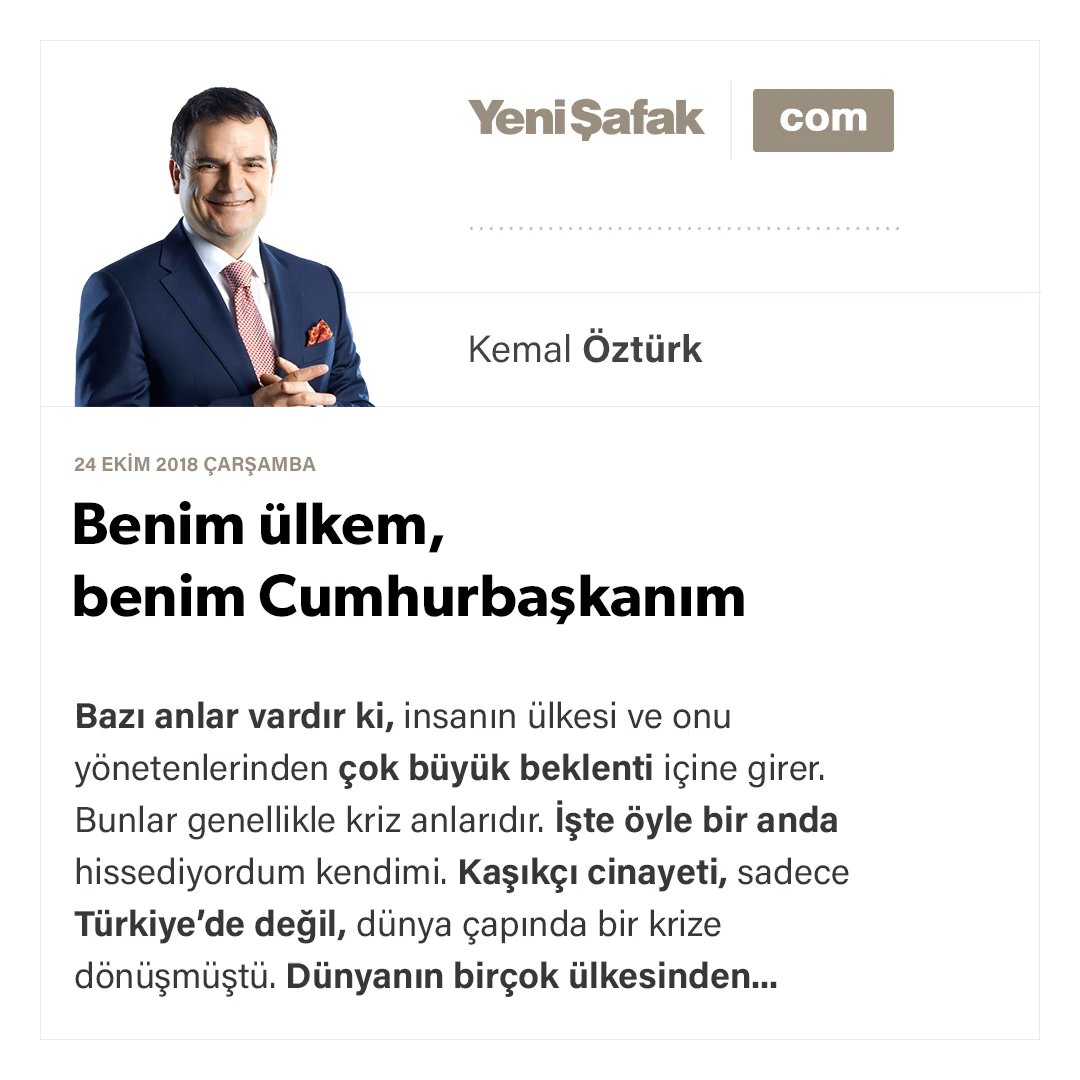 YeniŞafak com
Kemal Öztürk
24 EKİM 2018 ÇARŞAMBA
Benim ülkem,
benim Cumhurbaşkanım
Bazı anlar vardır ki, insanın ülkesi ve onu
yönetenlerinden çok büyük beklenti içine girer.
Bunlar genellikle kriz anlarıdır. İşte öyle bir anda
hissediyordum kendimi. Kaşıkçı cinayeti, sadece
Türkiye’de değil, dünya çapında bir krize
dönüşmüştü. Dünyanın birçok ülkesinden...